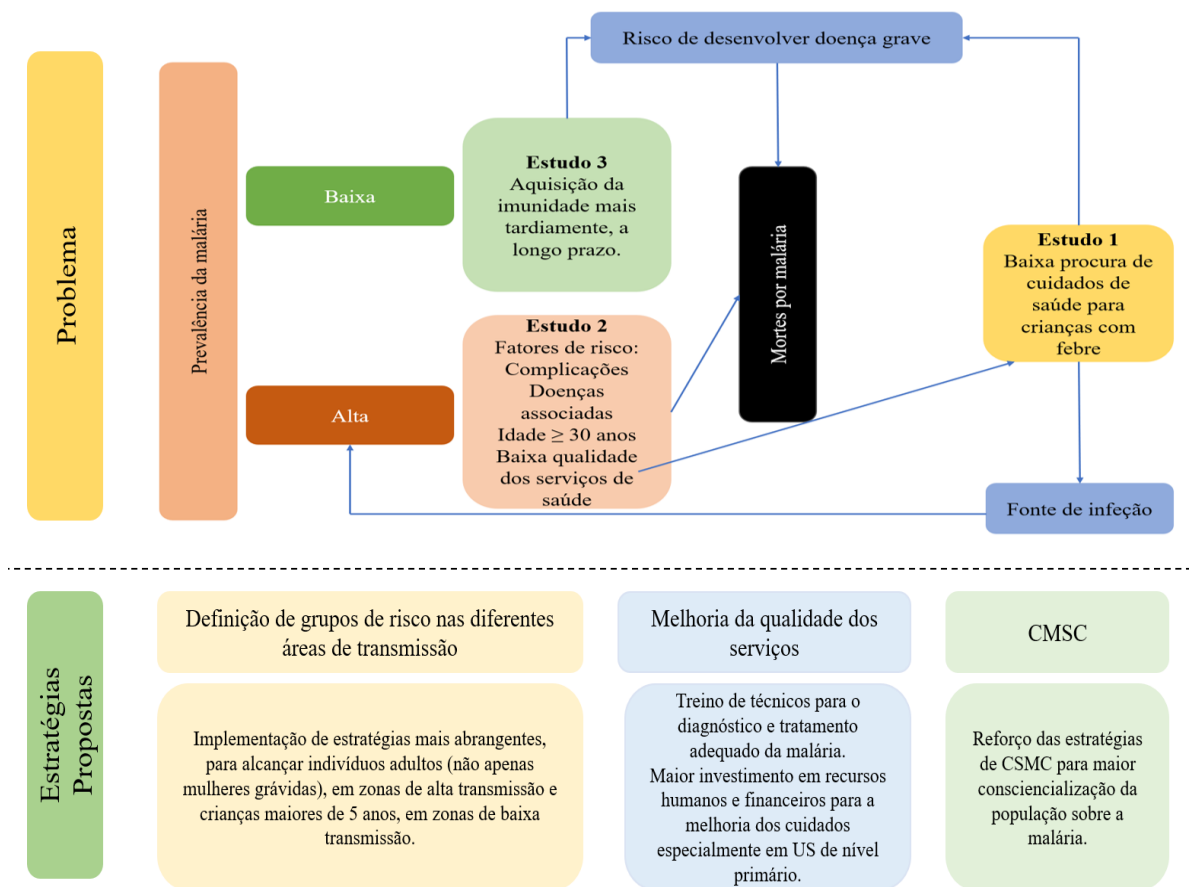 Problema
Prevalência da malária
Baixa
Alta
Risco de desenvolver doença grave
Estudo 3
Aquisição da
imunidade mais
tardiamente, a
longo prazo.
Estudo 2
Fatores de risco:
Complicações
Doenças
associadas
Idade ≥ 30 anos
Baixa qualidade
dos serviços de
saúde
Mortes por malária
Estudo 1
Baixa procura de
cuidados de
saúde para
crianças com
febre
Fonte de infeção
Estratégias
Propostas
Definição de grupos de risco nas diferentes
áreas de transmissão
Implementação de estratégias mais abrangentes,
para alcançar indivíduos adultos (não apenas
mulheres grávidas), em zonas de alta transmissão e
crianças maiores de 5 anos, em zonas de baixa
transmissão.
Melhoria da qualidade dos
serviços
Treino de técnicos para o
diagnóstico e tratamento
adequado da malária.
Maior investimento em recursos
humanos e financeiros para a
melhoria dos cuidados
especialmente em US de nível
primário.
CMSC
Reforço das estratégias
de CSMC para maior
consciencialização da
população sobre a
malária.